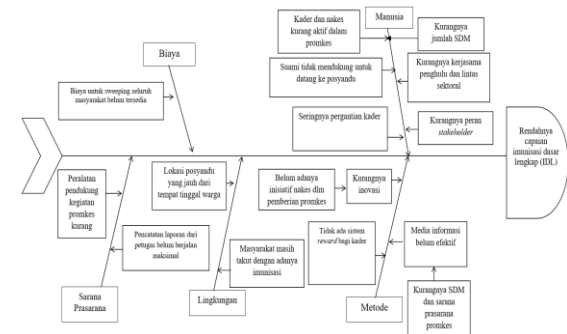 Manusia
Kader dan nakes
kurang aktif dalam
promkes
Kurangnya
jumlah SDM
Biaya
Suami tidak mendukung untuk
datang ke posyandu
Kurangnya kerjasama
penghulu dan lintas
sektoral
Biaya untuk sweeping seluruh
masyarakat belum tersedia
Seringnya pergantian kader
Kurangnya peran
stakeholder
Rendahnya
capaian
imunisasi dasar
lengkap (IDL)
Peralatan
pendukung
kegiatan
promkes
kurang
Lokasi posyandu
yang jauh dari
tempat tinggal warga
Belum adanya
inisiatif nakes dlm
pemberian promkes
Kurangnya
inovasi
Pencatatan laporan dari
petugas belum berjalan
maksimal
Masyarakat masih
takut dengan adanya
imunisasi
Tidak ada sistem
reward bagi kader
Media informasi
belum efektif
Sarana
Prasarana
Lingkungan
Metode
Kurangnya SDM
dan sarana
prasarana
promkes